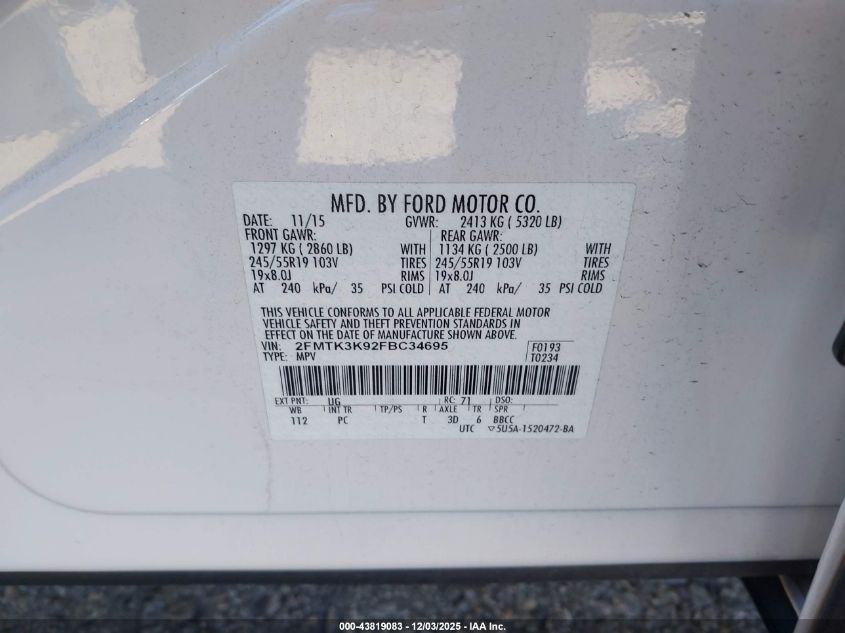 MFD. BY FORD MOTOR CO.
DATE: 11/15 GVWR: 2413 KG ( 5320 LB)
FRONT GAWR: REAR GAWR:
1297 KG ( 2860 LB) WITH 1134 KG ( 2500 LB) WITH
245/55R19 103V TIRES 245/55R19 103V TIRES
19x8.0J RIMS 19x8.0J RIMS
AT 240 kPa/ 35 PSI COLD AT 240 kPa/ 35 PSI COLD
THIS VEHICLE CONFORMS TO ALL APPLICABLE FEDERAL MOTOR
VEHICLE SAFETY AND THEFT PREVENTION STANDARDS IN
EFFECT ON THE DATE OF MANUFACTURE SHOWN ABOVE.
VIN: 2FMTK3K92FBC34695 F0193
TYPE: MPV T0234
EXT PNT: UG RC: 71 DSO:
WB INT TR TP/PS R AXLE TR SPR
112 PC T 3D 6 BBCC
UTC ▽5U5A-1520472-BA
000-43819083 - 12/03/2025 - IAA Inc.